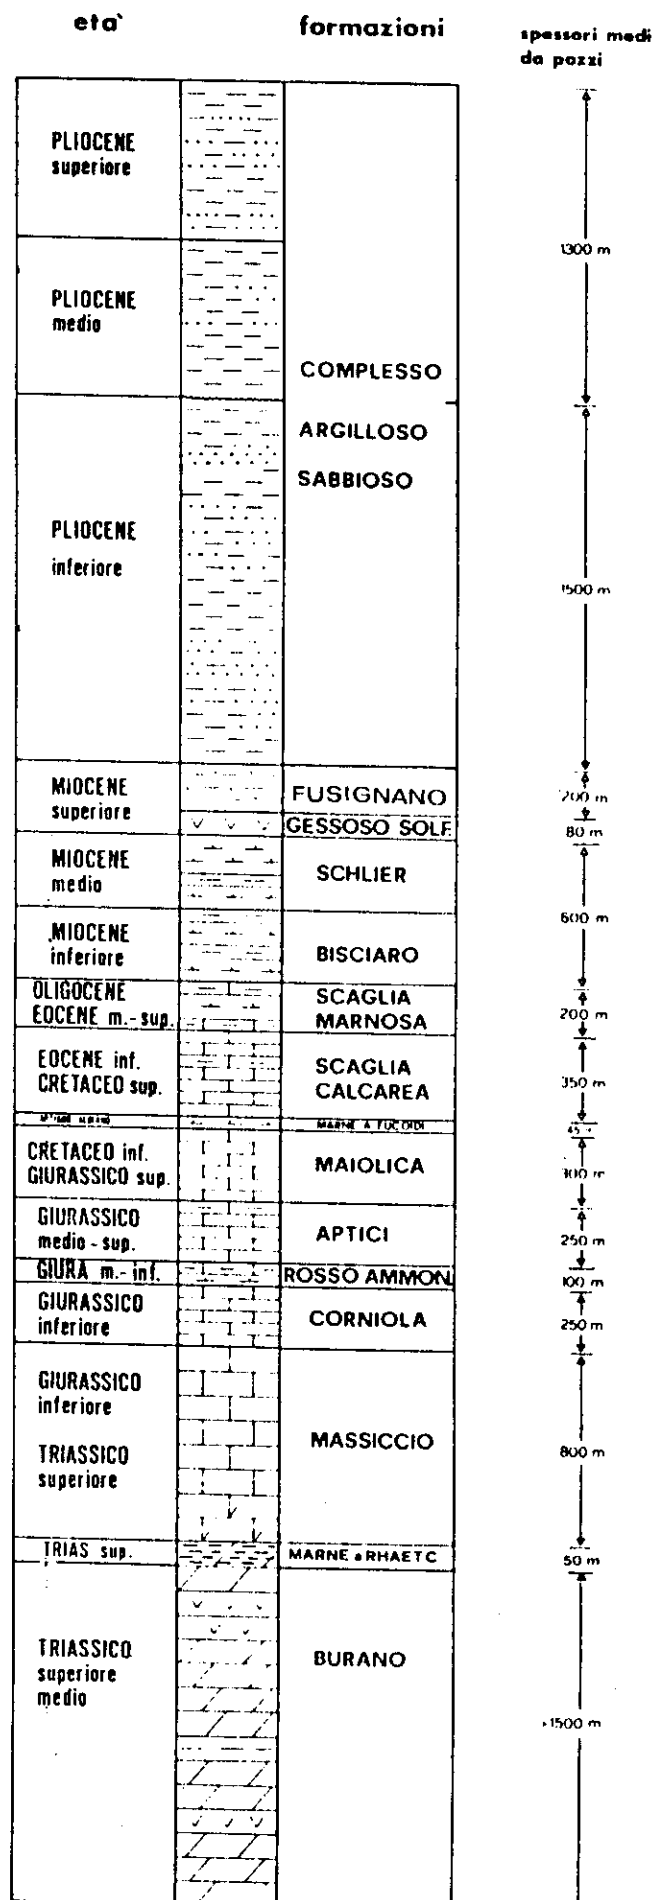 età formazioni spessori medi
da pozzi
PLIOCENE
superiore
1300 m
PLIOCENE
medio
COMPLESSO
ARGILLOSO
SABBIOSO
PLIOCENE
inferiore
1500 m
MIOCENE
superiore
FUSIGNANO
200 m
GESSOSO SOLF.
80 m
MIOCENE
medio
SCHLIER
600 m
MIOCENE
inferiore
BISCIARO
OLIGOCENE
EOCENE m.-sup.
SCAGLIA
MARNOSA
200 m
EOCENE inf.
CRETACEO sup.
SCAGLIA
CALCAREA
350 m
MARNE A FUCOIDI
45
CRETACEO inf.
GIURASSICO sup.
MAIOLICA
300 m
GIURASSICO
medio-sup.
APTICI
250 m
GIURA m.-inf.
ROSSO AMMON.
100 m
GIURASSICO
inferiore
CORNIOLA
250 m
GIURASSICO
inferiore
TRIASSICO
superiore
MASSICCIO
800 m
TRIAS sup.
MARNE a RHAET C
50 m
TRIASSICO
superiore
medio
BURANO
>1500 m